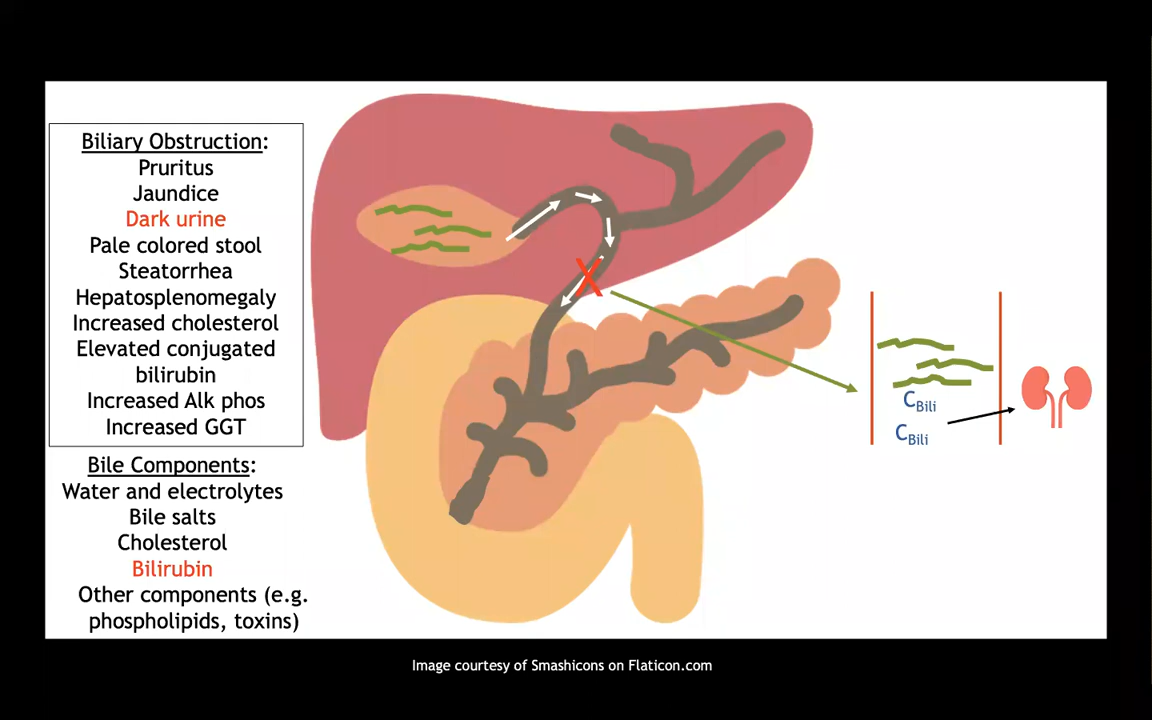 Biliary Obstruction:
Pruritus
Jaundice
Dark urine
Pale colored stool
Steatorrhea
Hepatosplenomegaly
Increased cholesterol
Elevated conjugated
bilirubin
Increased Alk phos
Increased GGT
Bile Components:
Water and electrolytes
Bile salts
Cholesterol
Bilirubin
Other components (e.g.
phospholipids, toxins)
X
CBili
CBili
Image courtesy of Smashicons on Flaticon.com